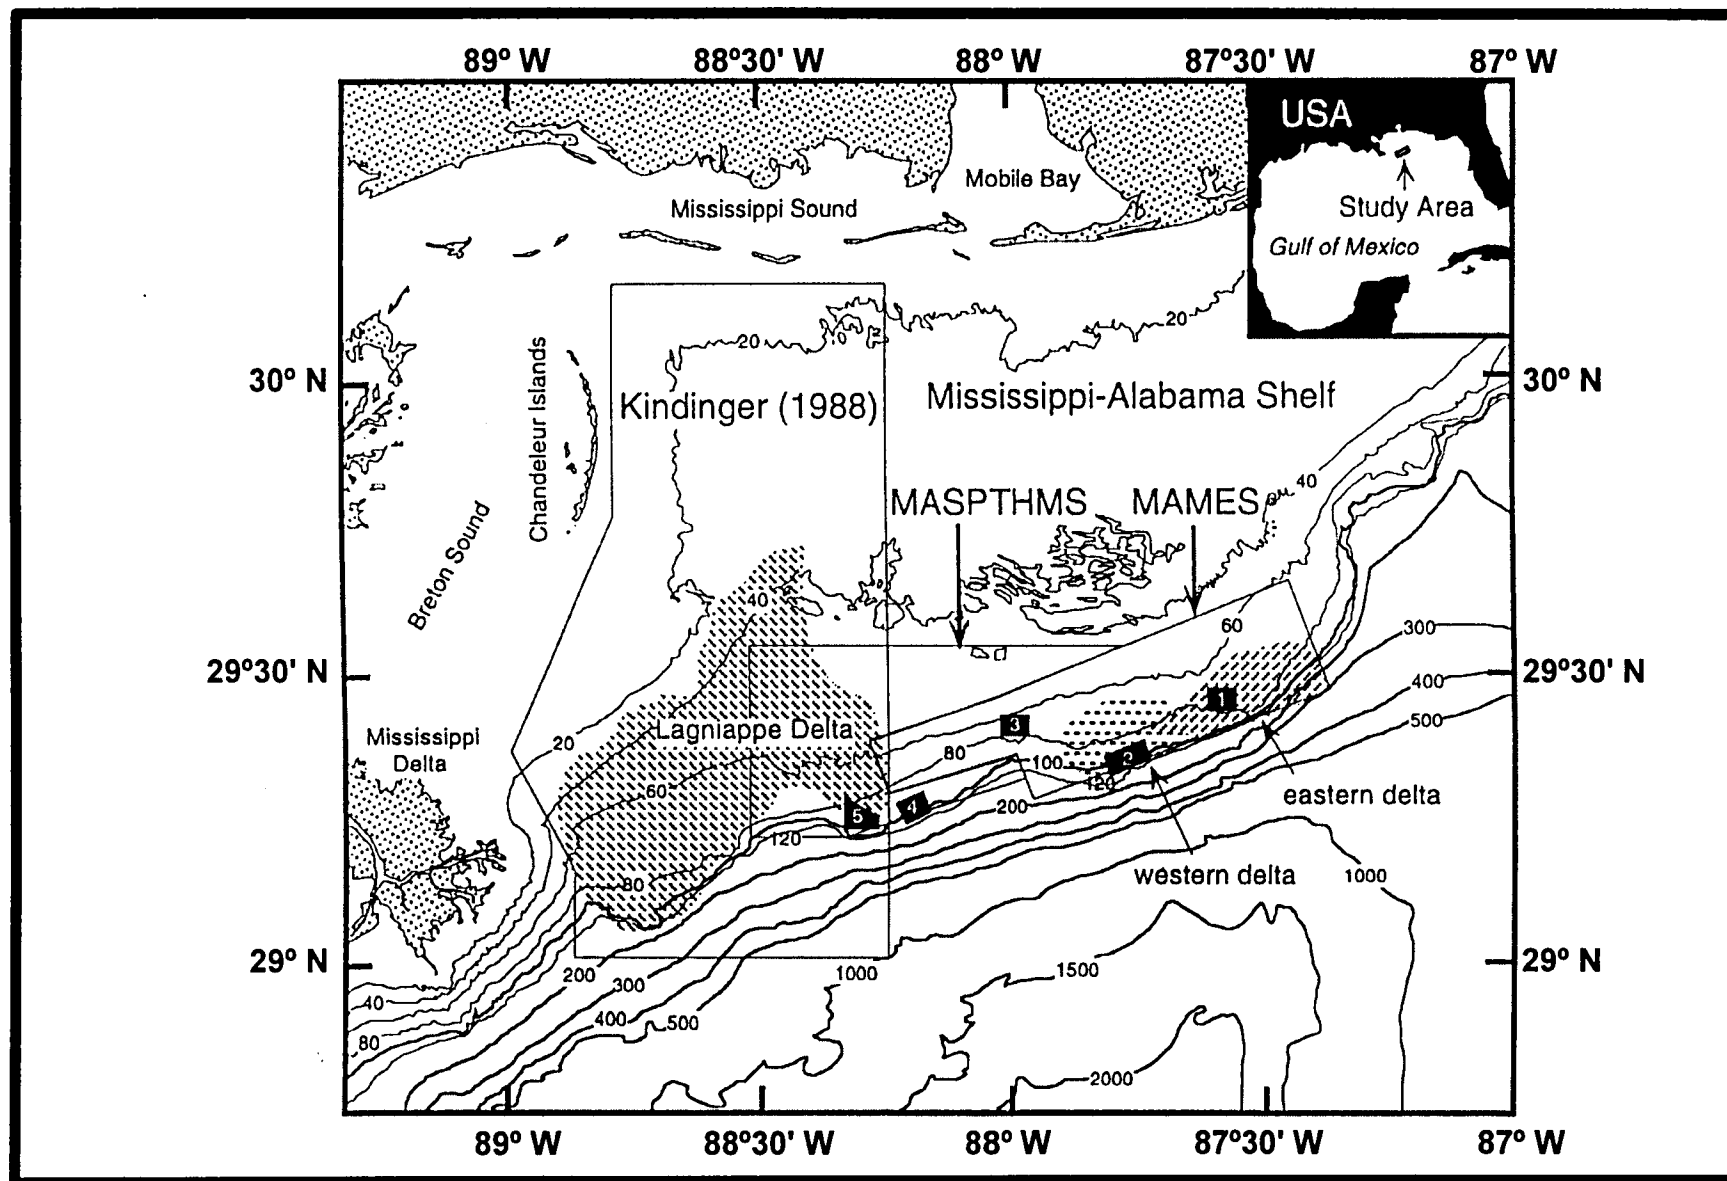 89° W
88°30' W
88° W
87°30' W
87° W
USA
Study Area
Gulf of Mexico
Mobile Bay
Mississippi Sound
20
20
30° N
30° N
Chandeleur Islands
Kindinger (1988)
Mississippi-Alabama Shelf
40
MASPTHMS
MAMES
Breton Sound
40
60
300
29°30' N
29°30' N
1
400
500
Lagniappe Delta
3
Mississippi
Delta
20
80
100
2
120
eastern delta
60
5
4
200
120
western delta
1000
80
29° N
29° N
200
1000
1500
300
40
400
500
80
2000
89° W
88°30' W
88° W
87°30' W
87° W